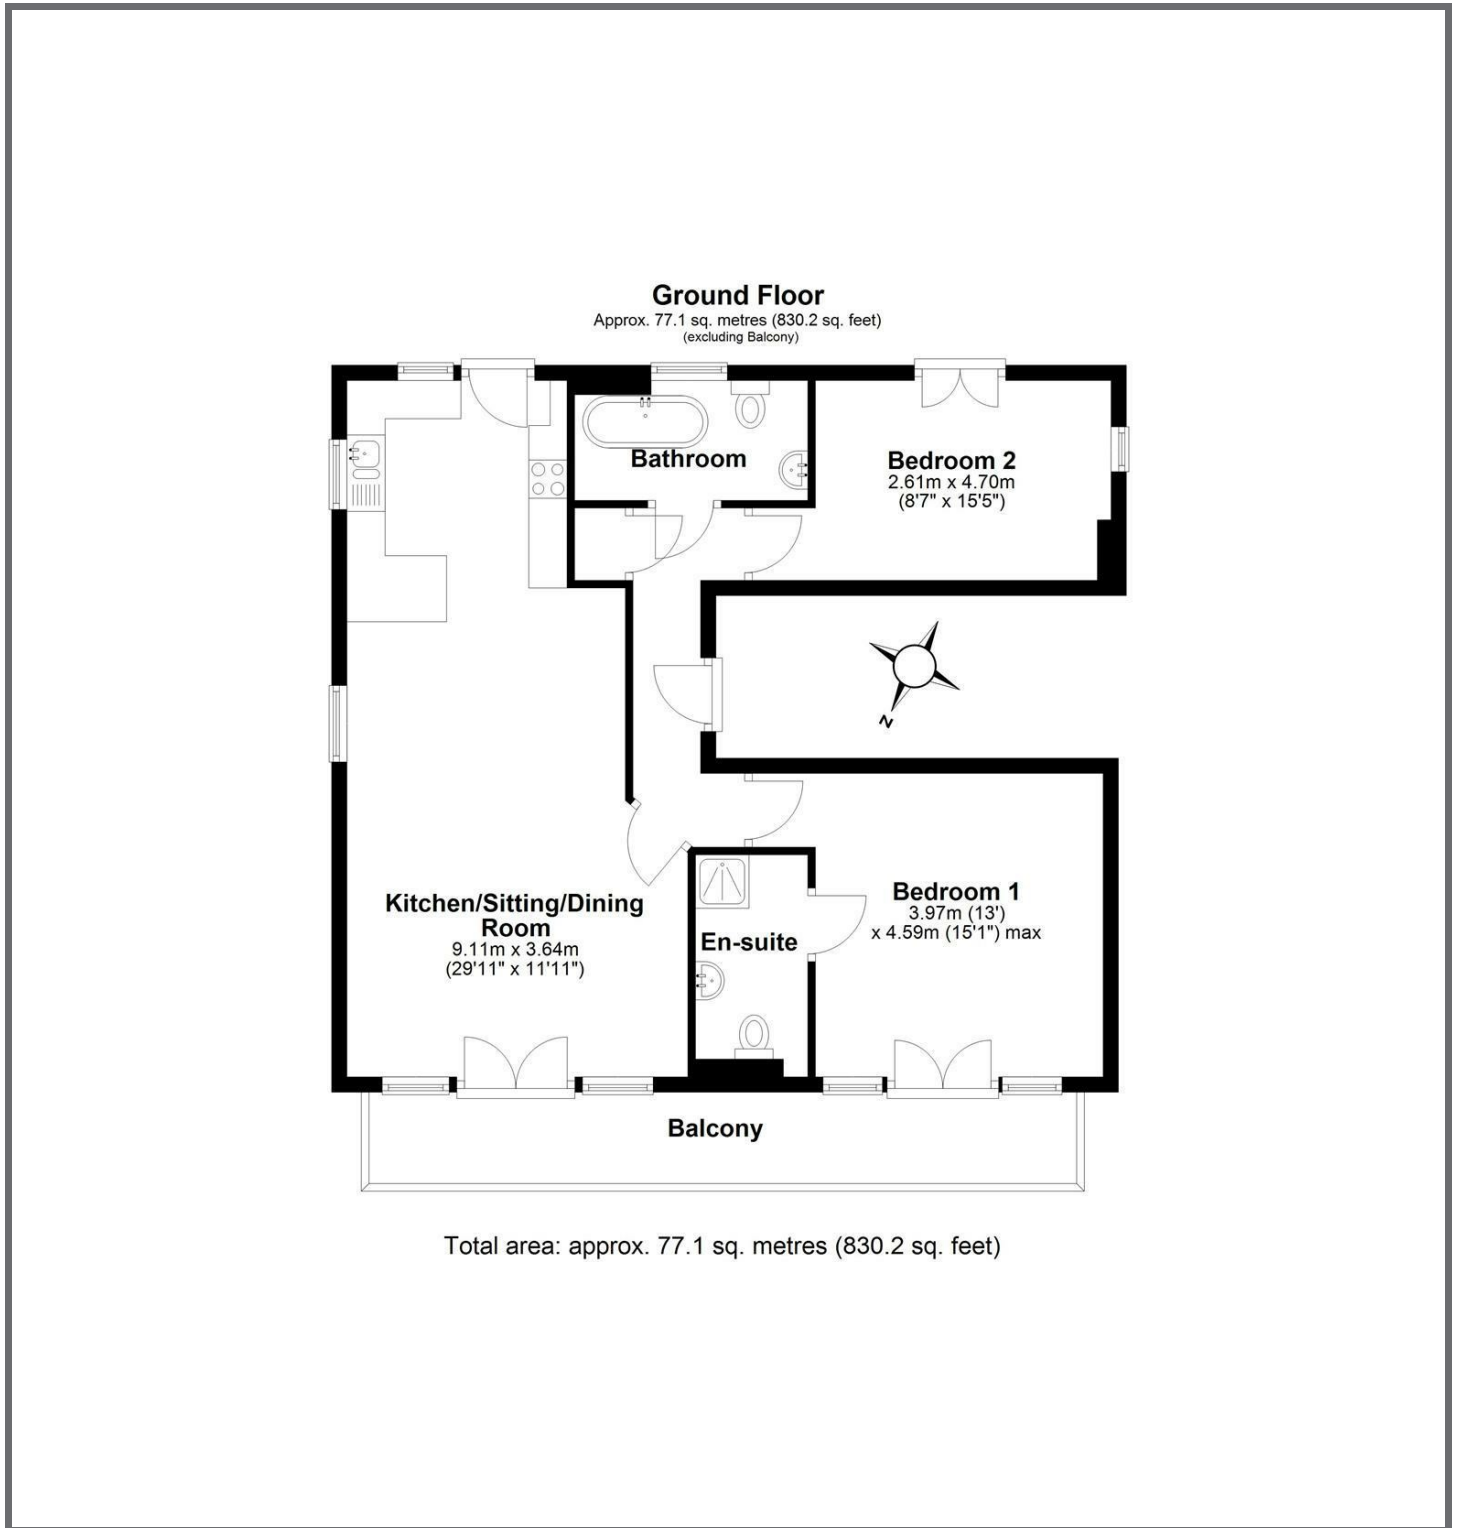 Ground Floor
Approx. 77.1 sq. metres (830.2 sq. feet)
(excluding Balcony)
Bathroom
Bedroom 2
2.61m x 4.70m
(8'7" x 15'5")
N
Kitchen/Sitting/Dining
Room
9.11m x 3.64m
(29'11" x 11'11")
En-suite
Bedroom 1
3.97m (13')
x 4.59m (15'1") max
Balcony
Total area: approx. 77.1 sq. metres (830.2 sq. feet)